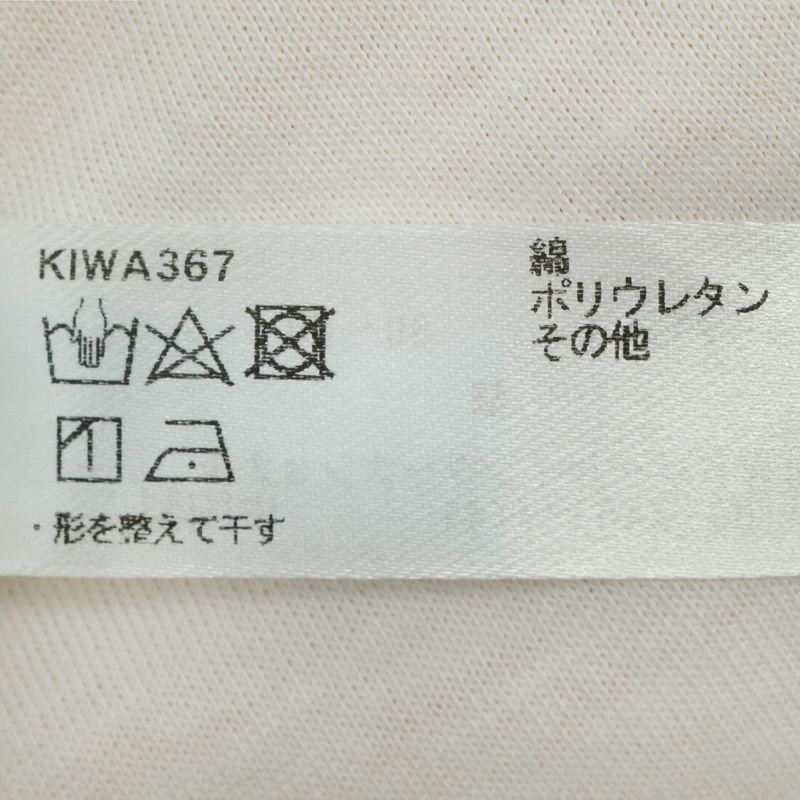 KIWA367
・形を整えて干す
綿
ポリウレタン
その他